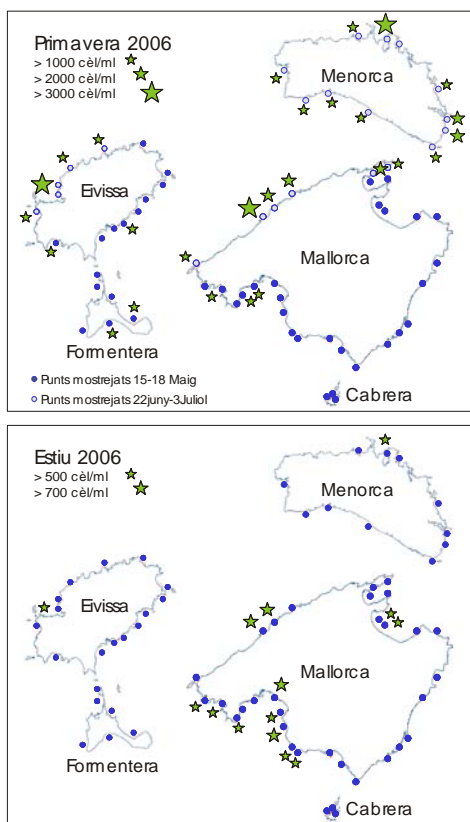 Primavera 2006
> 1000 cèl/ml
> 2000 cèl/ml
> 3000 cèl/ml
Menorca
Eivissa
Mallorca
Formentera
Punts mostrejats 15-18 Maig
Punts mostrejats 22juny-3Juliol
Cabrera
Estiu 2006
> 500 cèl/ml
> 700 cèl/ml
Menorca
Eivissa
Mallorca
Formentera
Cabrera